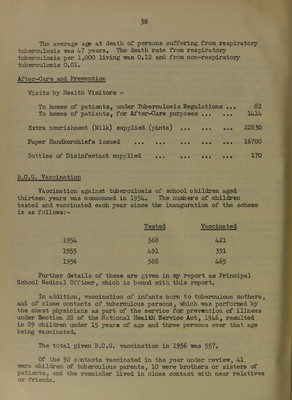 38
The average age at death of persons suffering from respiratory
tuberculosis was 47 years. The death rate from respiratory
tuberculosis per 1,000 living was 0.12 and from non-respiratory
tuberculosis 0.01.
After-Care and Prevention
Visits by Health Visitors -
To homes of patients, under Tuberculosis Regulations ... 82
To homes of patients, for After-Care purposes ... ... 1414
Extra nourishment (Milk) supplied (pints) ... ... ... 22830
Paper Handkerchiefs issued ... ... ... ... ... 16700
Bottles of Disinfectant supplied ... ... ... ... 170
B.C.G. Vaccination
Vaccination against tuberculosis of school children aged
thirteen years was commenced in 1954. The numbers of children
tested and vaccinated each year since the inauguration of the scheme
is as follows:-
Tested Vaccinated
1954 568 421
1955 491 391
1956 588 465
Further details of these are given in my report as Principal
School Medical Officer, which is bound with this report.
In addition, vaccination of infants born to tuberculous mothers,
and of close contacts of tuberculous persons, which was performed by
the chest physicians as part of the service for prevention of illness
under Section 28 of the National Health Service Act, 1946, resulted
in 89 children under 15 years of age and three persons over that age
being vaccinated.
The total given B.C.G. vaccination in 1956 was 557.
Of the 92 contacts vaccinated in the year under review, 41
were children of tuberculous parents, 10 were brothers or sisters of
patients, and the remainder lived in close contact with near relatives
or friends.